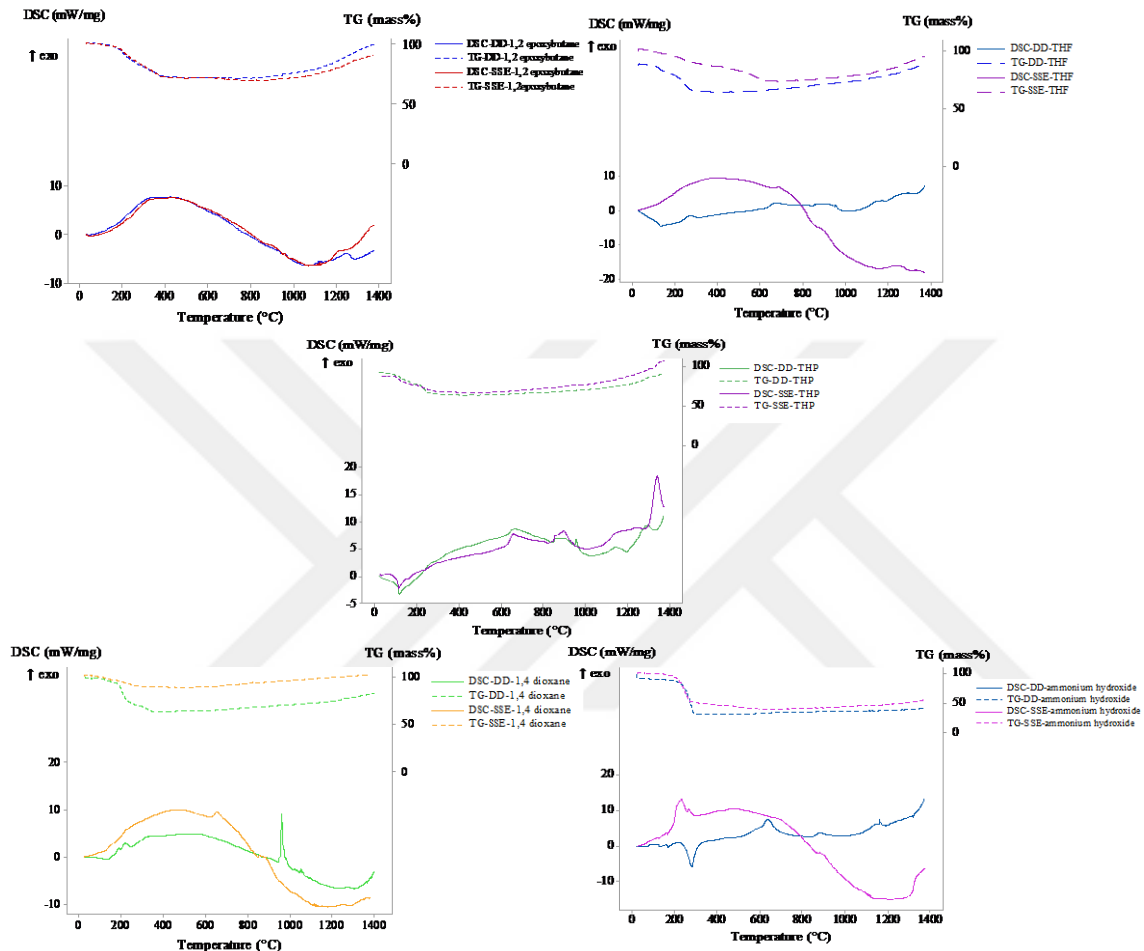 DSC (mW/mg)
TG (mass%)
↑ exo
100
50
0
DSC-DD-1,2 epoxybutane
TG-DD-1,2 epoxybutane
DSC-SSE-1,2 epoxybutane
TG-SSE-1,2epoxybutane
10
0
-10
0 200 400 600 800 1000 1200 1400
Temperature (°C)
DSC (mW/mg)
TG (mass%)
↑ exo
100
50
0
DSC-DD-THF
TG-DD-THF
DSC-SSE-THF
TG-SSE-THF
10
0
-10
-20
0 200 400 600 800 1000 1200 1400
Temperature (°C)
DSC (mW/mg)
TG (mass%)
↑ exo
100
50
0
DSC-DD-THP
TG-DD-THP
DSC-SSE-THP
TG-SSE-THP
20
15
10
5
0
-5
0 200 400 600 800 1000 1200 1400
Temperature (°C)
DSC (mW/mg)
TG (mass%)
↑ exo
100
50
0
DSC-DD-1,4 dioxane
TG-DD-1,4 dioxane
DSC-SSE-1,4 dioxane
TG-SSE-1,4 dioxane
20
10
0
-10
0 200 400 600 800 1000 1200 1400
Temperature (°C)
DSC (mW/mg)
TG (mass%)
↑ exo
100
50
0
DSC-DD-ammonium hydroxide
TG-DD-ammonium hydroxide
DSC-SSE-ammonium hydroxide
TG-SSE-ammonium hydroxide
20
10
0
-10
0 200 400 600 800 1000 1200 1400
Temperature (°C)